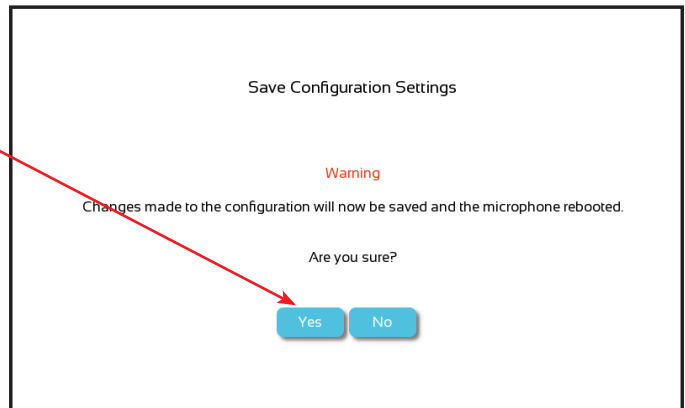 Save Configuration Settings
Warning
Changes made to the configuration will now be saved and the microphone rebooted.
Are you sure?
Yes No